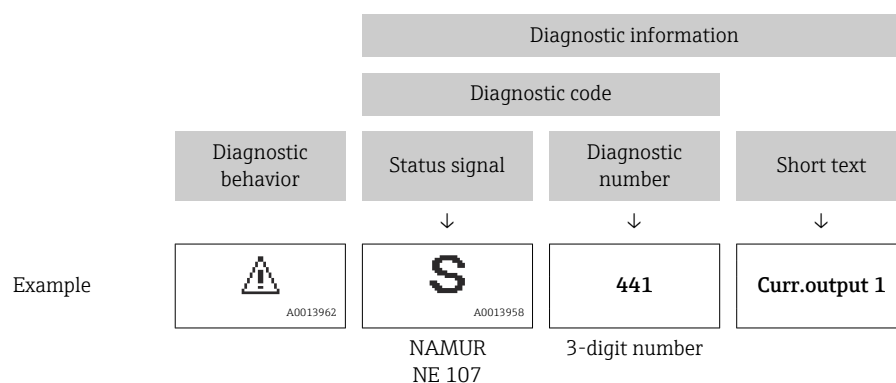 Diagnostic information
Diagnostic code
Diagnostic
behavior
Status signal
Diagnostic
number
Short text
↓ ↓ ↓
Example
A0013962
S
A0013958
441
Curr.output 1
NAMUR
NE 107
3-digit number